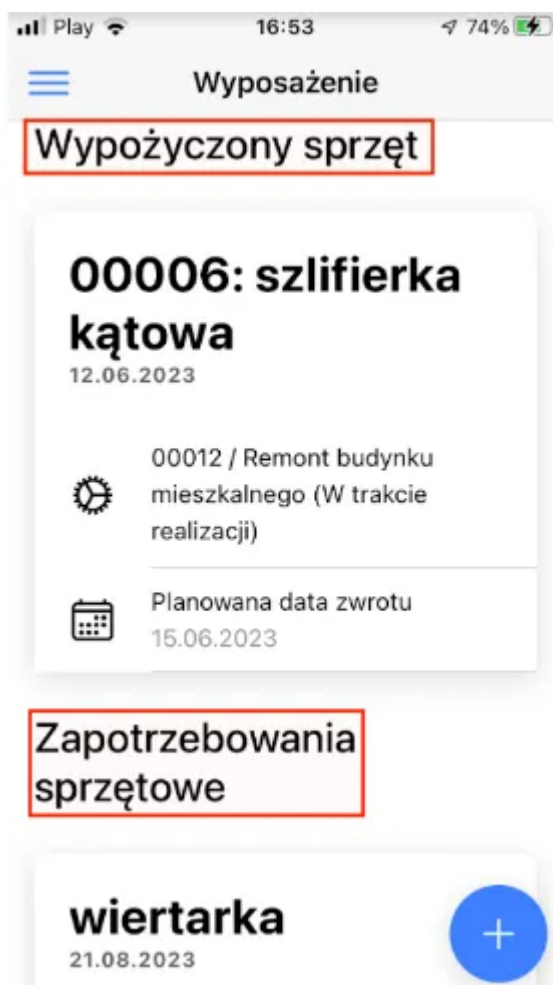 Play 16:53 74%
Wyposażenie
Wypożyczony sprzęt
00006: szlifierka
kątowa
12.06.2023
00012 / Remont budynku
mieszkalnego (W trakcie
realizacji)
Planowana data zwrotu
15.06.2023
Zapotrzebowania
sprzętowe
wiertarka
21.08.2023